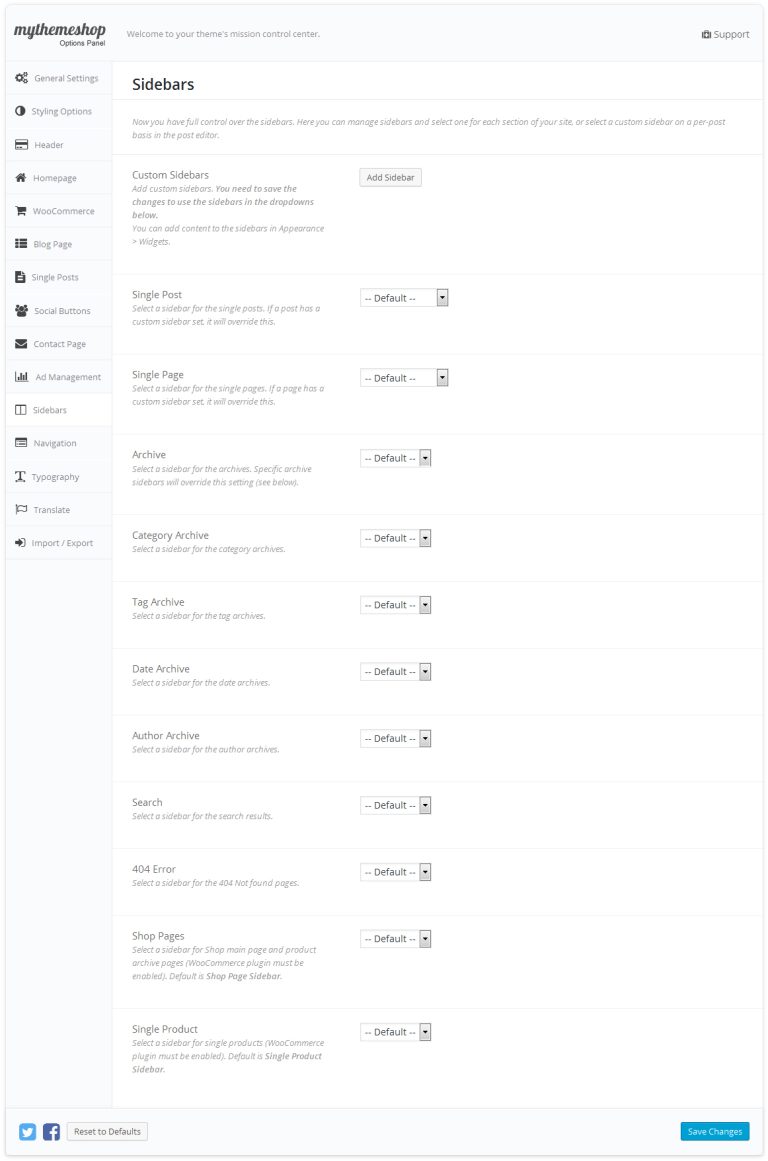 mythemeshop
Options Panel
Welcome to your theme's mission control center.
Support
General Settings
Styling Options
Header
Homepage
WooCommerce
Blog Page
Single Posts
Social Buttons
Contact Page
Ad Management
Sidebars
Navigation
Typography
Translate
Import / Export
Sidebars
Now you have full control over the sidebars. Here you can manage sidebars and select one for each section of your site, or select a custom sidebar on a per-post
basis in the post editor.
Custom Sidebars
Add custom sidebars. You need to save the
changes to use the sidebars in the dropdowns
below.
You can add content to the sidebars in Appearance
> Widgets.
Add Sidebar
Single Post
Select a sidebar for the single posts. If a post has a
custom sidebar set, it will override this.
-- Default --
Single Page
Select a sidebar for the single pages. If a page has a
custom sidebar set, it will override this.
-- Default --
Archive
Select a sidebar for the archives. Specific archive
sidebars will override this setting (see below).
-- Default --
Category Archive
Select a sidebar for the category archives.
-- Default --
Tag Archive
Select a sidebar for the tag archives.
-- Default --
Date Archive
Select a sidebar for the date archives.
-- Default --
Author Archive
Select a sidebar for the author archives.
-- Default --
Search
Select a sidebar for the search results.
-- Default --
404 Error
Select a sidebar for the 404 Not found pages.
-- Default --
Shop Pages
Select a sidebar for Shop main page and product
archive pages (WooCommerce plugin must be
enabled). Default is Shop Page Sidebar.
-- Default --
Single Product
Select a sidebar for single products (WooCommerce
plugin must be enabled). Default is Single Product
Sidebar.
-- Default --
Reset to Defaults
Save Changes